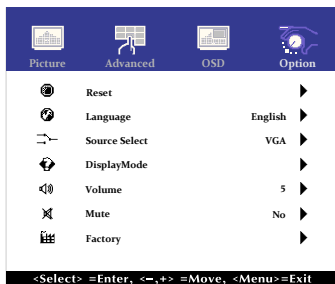 Picture Advanced OSD Option
Reset
Language English
Source Select VGA
DisplayMode
Volume 5
Mute No
Factory
<Select> =Enter, <−,+> =Move, <Menu>=Exit